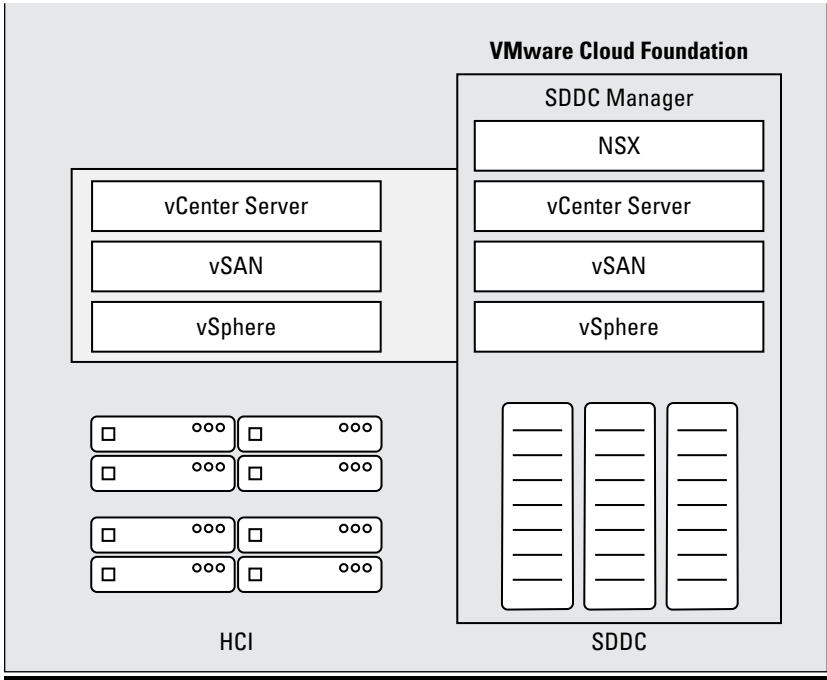 VMware Cloud Foundation
SDDC Manager
NSX
vCenter Server
vSAN
vSphere
vCenter Server
vSAN
vSphere
HCI
SDDC